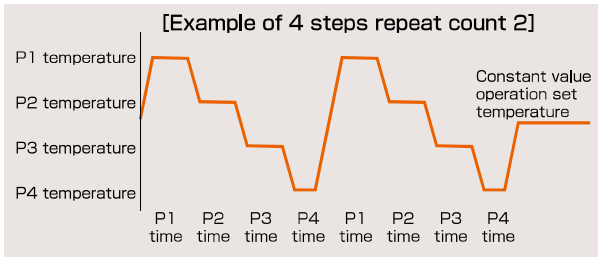 [Example of 4 steps repeat count 2]
P1 temperature
P2 temperature
P3 temperature
P4 temperature
Constant value
operation set
temperature
P1 P2 P3 P4 P1 P2 P3 P4
time time time time time time time time